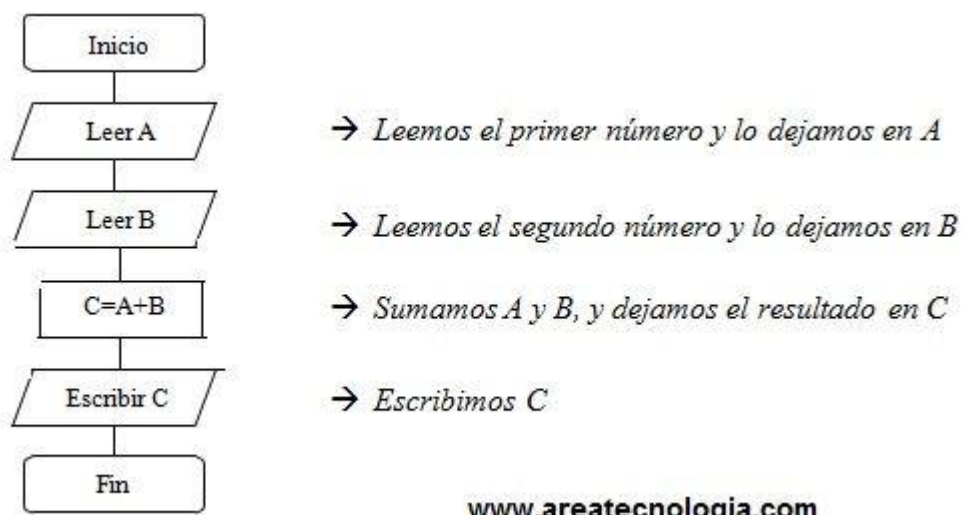 Inicio
Leer A
→ Leemos el primer número y lo dejamos en A
Leer B
→ Leemos el segundo número y lo dejamos en B
C=A+B
→ Sumamos A y B, y dejamos el resultado en C
Escribir C
→ Escribimos C
Fin
www.areatecnologia.com